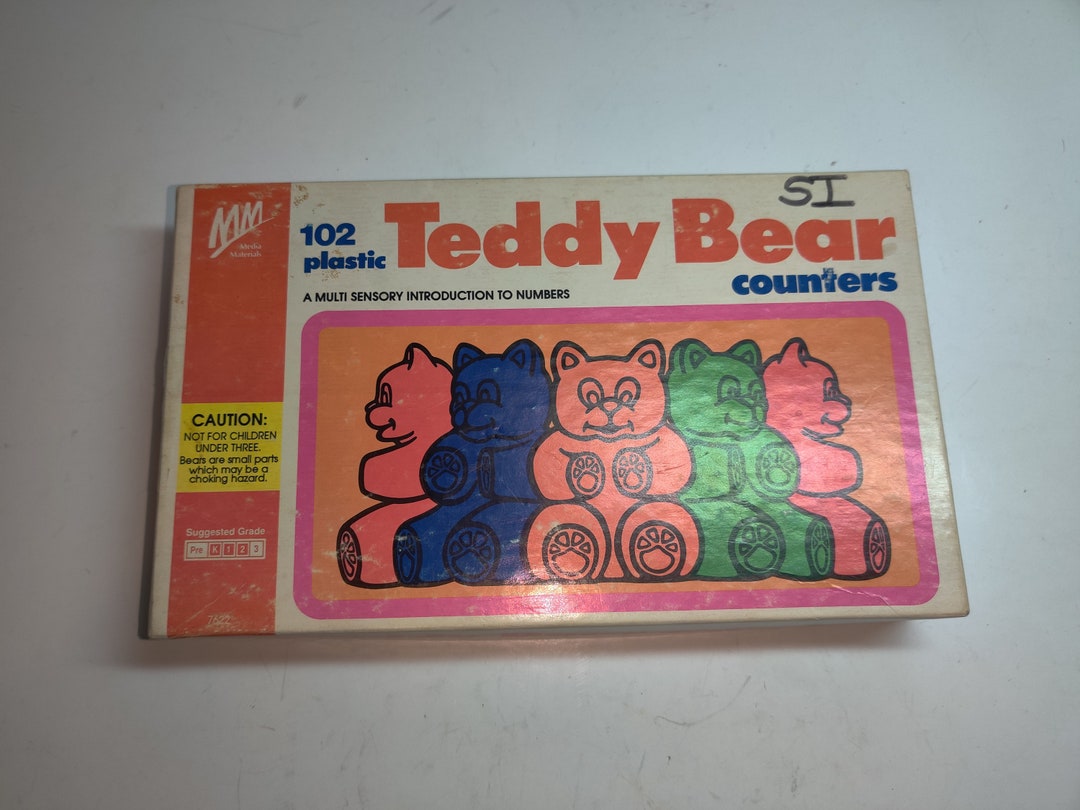 SI
MM
Media
Materials
102
plastic
Teddy Bear
counters
A MULTI SENSORY INTRODUCTION TO NUMBERS
CAUTION:
NOT FOR CHILDREN
UNDER THREE.
Bears are small parts
which may be a
choking hazard.
Suggested Grade
Pre K 1 2 3
7622